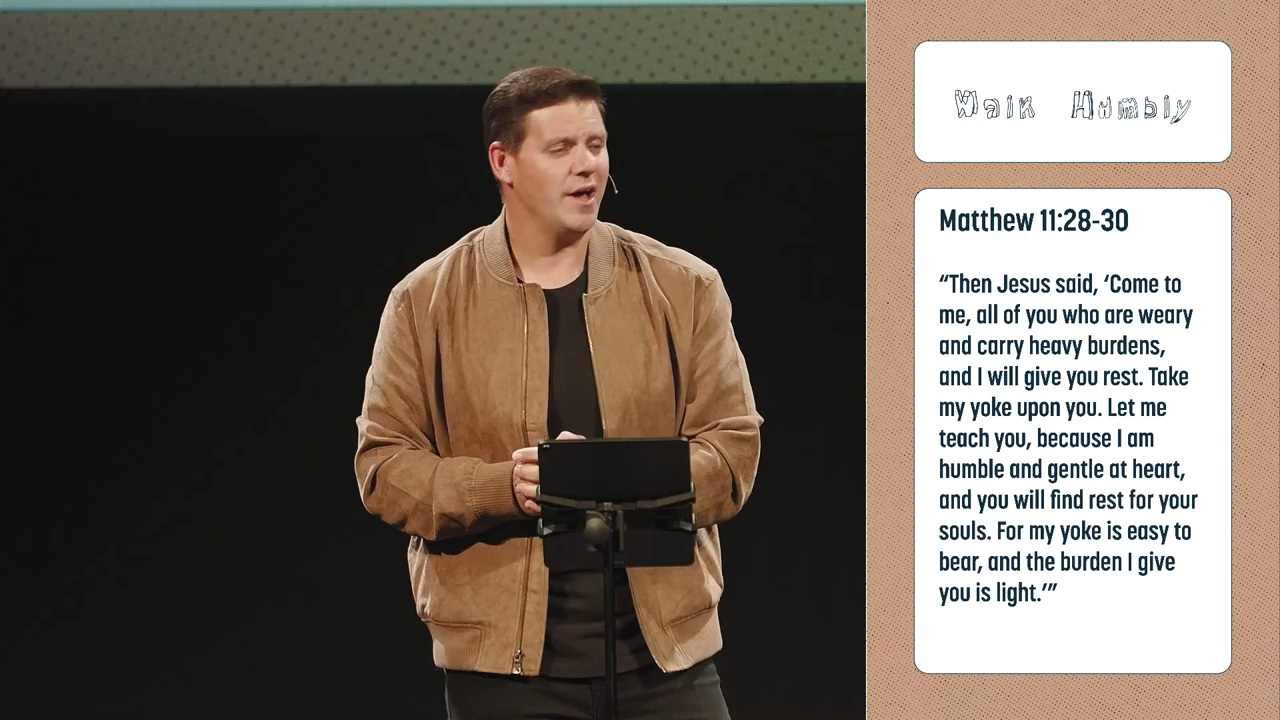 Walk Humbly
Matthew 11:28-30
“Then Jesus said, ‘Come to
me, all of you who are weary
and carry heavy burdens,
and I will give you rest. Take
my yoke upon you. Let me
teach you, because I am
humble and gentle at heart,
and you will find rest for your
souls. For my yoke is easy to
bear, and the burden I give
you is light.’”